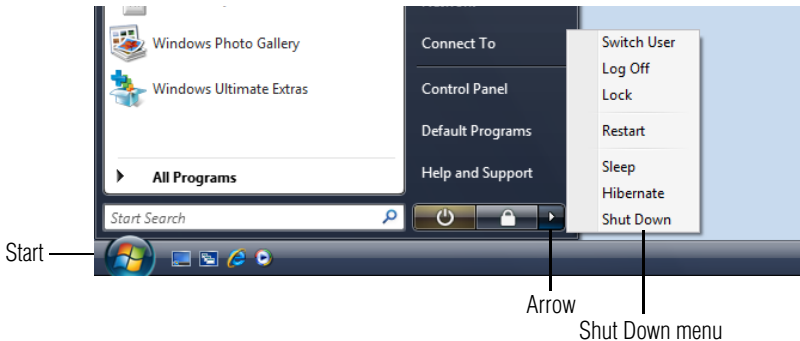 Windows Photo Gallery
Windows Ultimate Extras
All Programs
Start Search
Connect To
Control Panel
Default Programs
Help and Support
Switch User
Log Off
Lock
Restart
Sleep
Hibernate
Shut Down
Start
Arrow
Shut Down menu